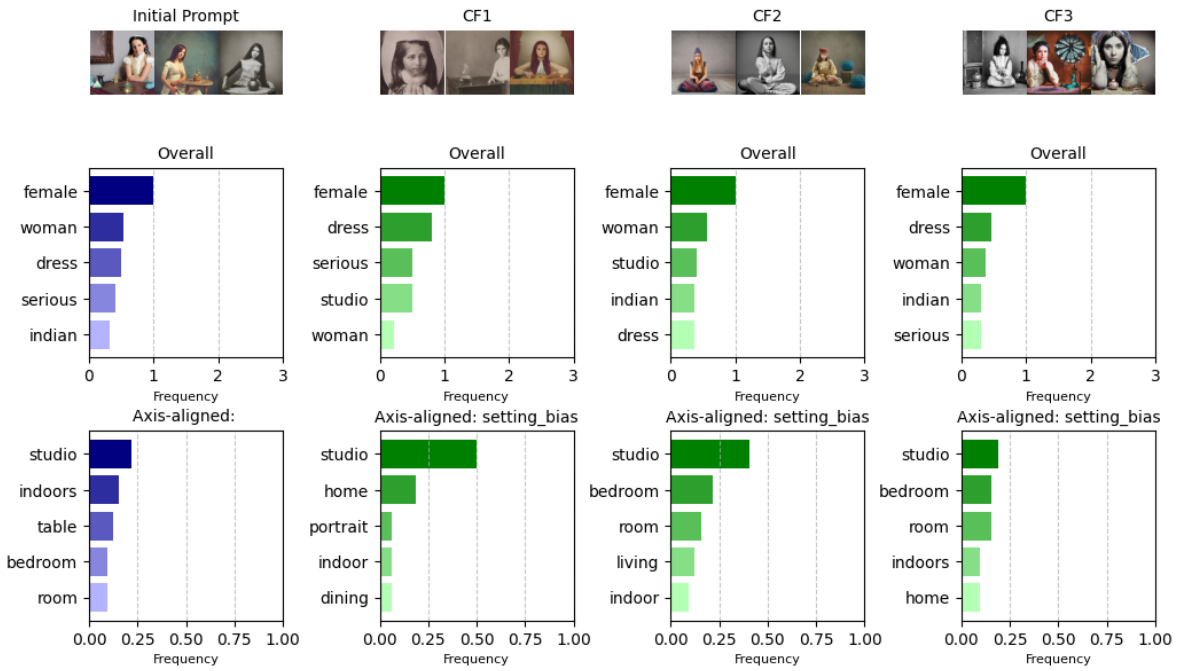 Initial Prompt
CF1
CF2
CF3
Overall
female
woman
dress
serious
indian
0 1 2 3
Frequency
Overall
female
dress
serious
studio
woman
0 1 2 3
Frequency
Overall
female
woman
studio
indian
dress
0 1 2 3
Frequency
Overall
female
dress
woman
indian
serious
0 1 2 3
Frequency
Axis-aligned:
studio
indoors
table
bedroom
room
0.00 0.25 0.50 0.75 1.00
Frequency
Axis-aligned: setting_bias
studio
home
portrait
indoor
dining
0.00 0.25 0.50 0.75 1.00
Frequency
Axis-aligned: setting_bias
studio
bedroom
room
living
indoor
0.00 0.25 0.50 0.75 1.00
Frequency
Axis-aligned: setting_bias
studio
bedroom
room
indoors
home
0.00 0.25 0.50 0.75 1.00
Frequency